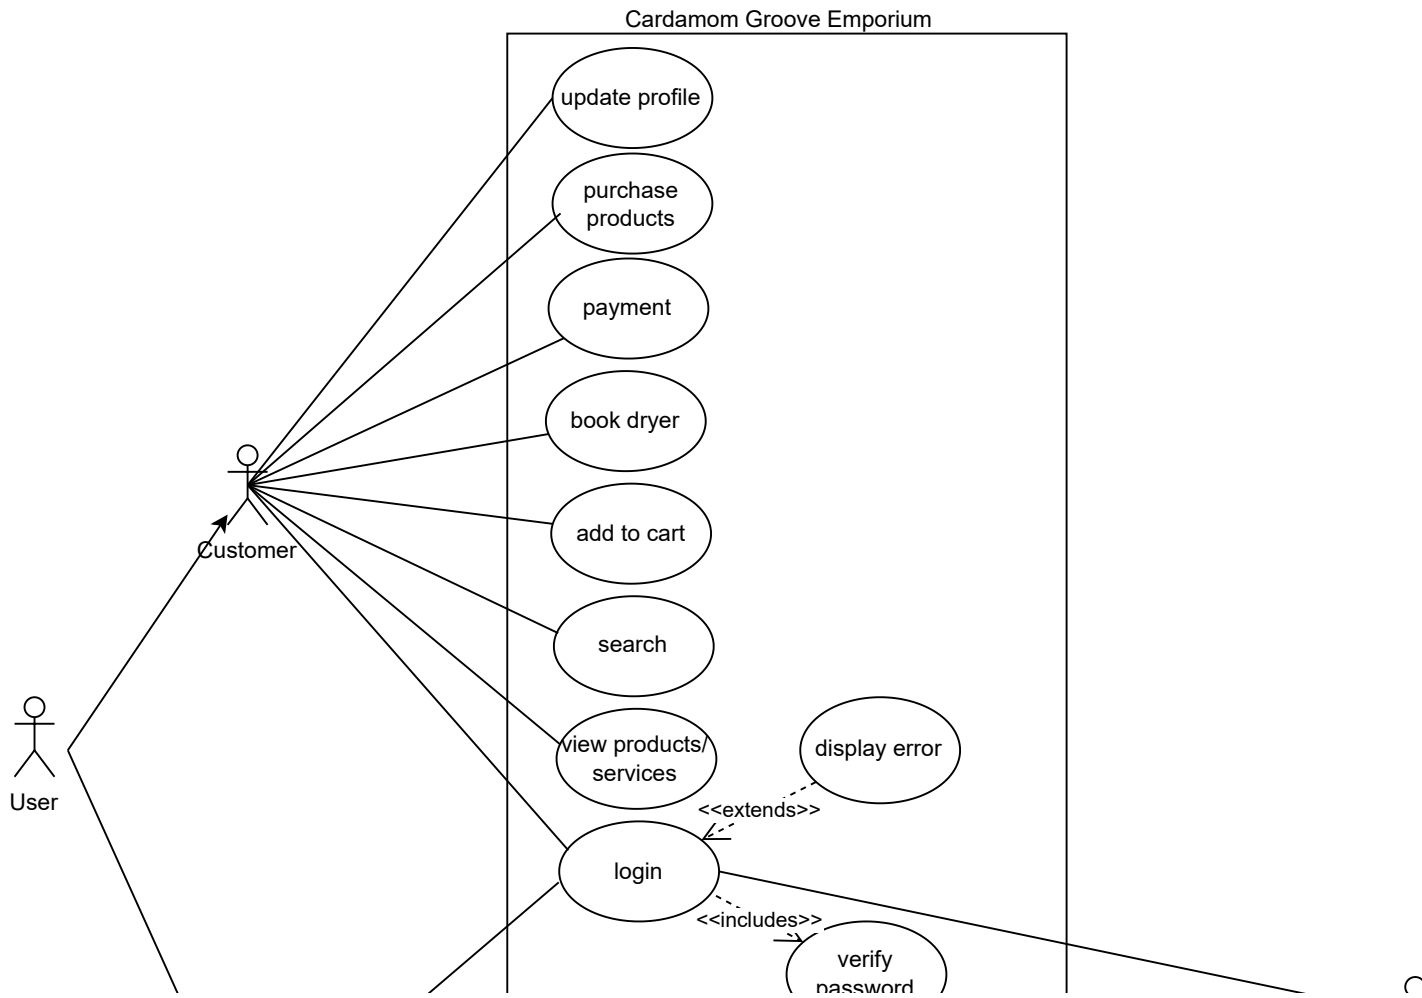 Cardamom Groove Emporium
update profile
purchase
products
payment
book dryer
add to cart
Customer
search
view products/
services
display error
User
<<extends>>
login
<<includes>>
verify
password